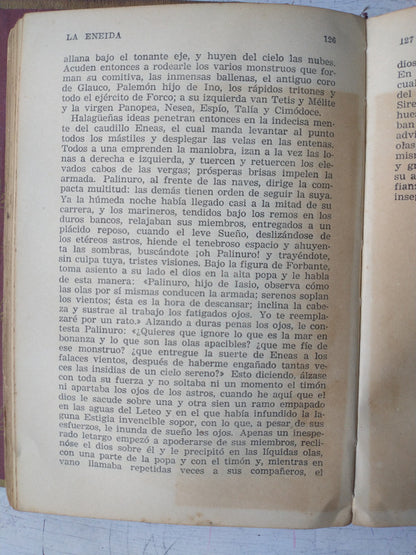 LA ENEIDA 126
allana bajo el tonante eje, y huyen del cielo las nubes.
Acuden entonces a rodearle los varios monstruos que for-
man su comitiva, las inmensas ballenas, el antiguo coro
de Glauco, Palemón hijo de Ino, los rápidos tritones y
todo el ejército de Forco; a su izquierda van Tetis y Mélite
y la virgen Panopea, Nesea, Espío, Talía y Cimódoce.
Halagüeñas ideas penetran entonces en la indecisa men-
te del caudillo Eneas, el cual manda levantar al punto
todos los mástiles y desplegar las velas en las entenas.
Todos a una emprenden la maniobra, izan a la vez las lo-
nas a derecha e izquierda, y tuercen y retuercen los ele-
vados cabos de las vergas; prósperas brisas impelen la
armada. Palinuro, al frente de las naves, dirige la com-
pacta multitud: las demás tienen orden de seguir la suya.
Ya la húmeda noche había llegado casi a la mitad de su
carrera, y los marineros, tendidos bajo los remos en los
duros bancos, relajaban sus miembros, entregados a un
plácido reposo, cuando el leve Sueño, deslizándose de
los etéreos astros, hiende el tenebroso espacio y ahuyen-
ta las sombras, buscándote ¡oh Palinuro! y trayéndote,
sin culpa tuya, tristes visiones. Bajo la figura de Forbante,
toma asiento a su lado el dios en la alta popa y le habla
de esta manera: «Palinuro, hijo de Iasio, observa cómo
las olas por sí mismas conducen la armada; serenos soplan
los vientos; ésta es la hora de descansar; inclina la cabe-
za y sustrae al trabajo los fatigados ojos. Yo te reempla-
zaré por un rato.» Alzando a duras penas los ojos, le con-
testa Palinuro: «¿Quieres que ignore lo que es la mar en
bonanza y lo que son las olas apacibles? ¿que me fíe de
ese monstruo? ¿que entregue la suerte de Eneas a los
falaces vientos, después de haberme engañado tantas ve-
ces las insidias de un cielo sereno?» Esto diciendo, álzase
con toda su fuerza y no soltaba ni un momento el timón
ni apartaba los ojos de los astros, cuando he aquí que el
dios le sacude sobre una y otra sien un ramo empapado
en las aguas del Leteo y en el que había infundido la la-
guna Estigia invencible sopor, con lo que, a pesar de sus
esfuerzos, le inunda de sueño los ojos. Apenas un inespe-
rado letargo empezó a apoderarse de sus miembros, recli-
nóse el dios sobre él y le precipitó en las líquidas olas,
con una parte de la popa y con el timón y, mientras en
vano llamaba repetidas veces a sus compañeros, el
127